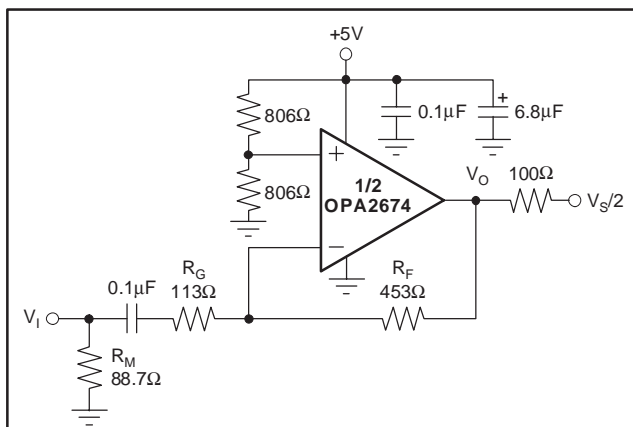 +5V
806Ω
0.1μF
+
6.8μF
+
806Ω
1/2
OPA2674
V_O
100Ω
V_S/2
−
R_G
R_F
0.1μF
113Ω
453Ω
V_I
R_M
88.7Ω